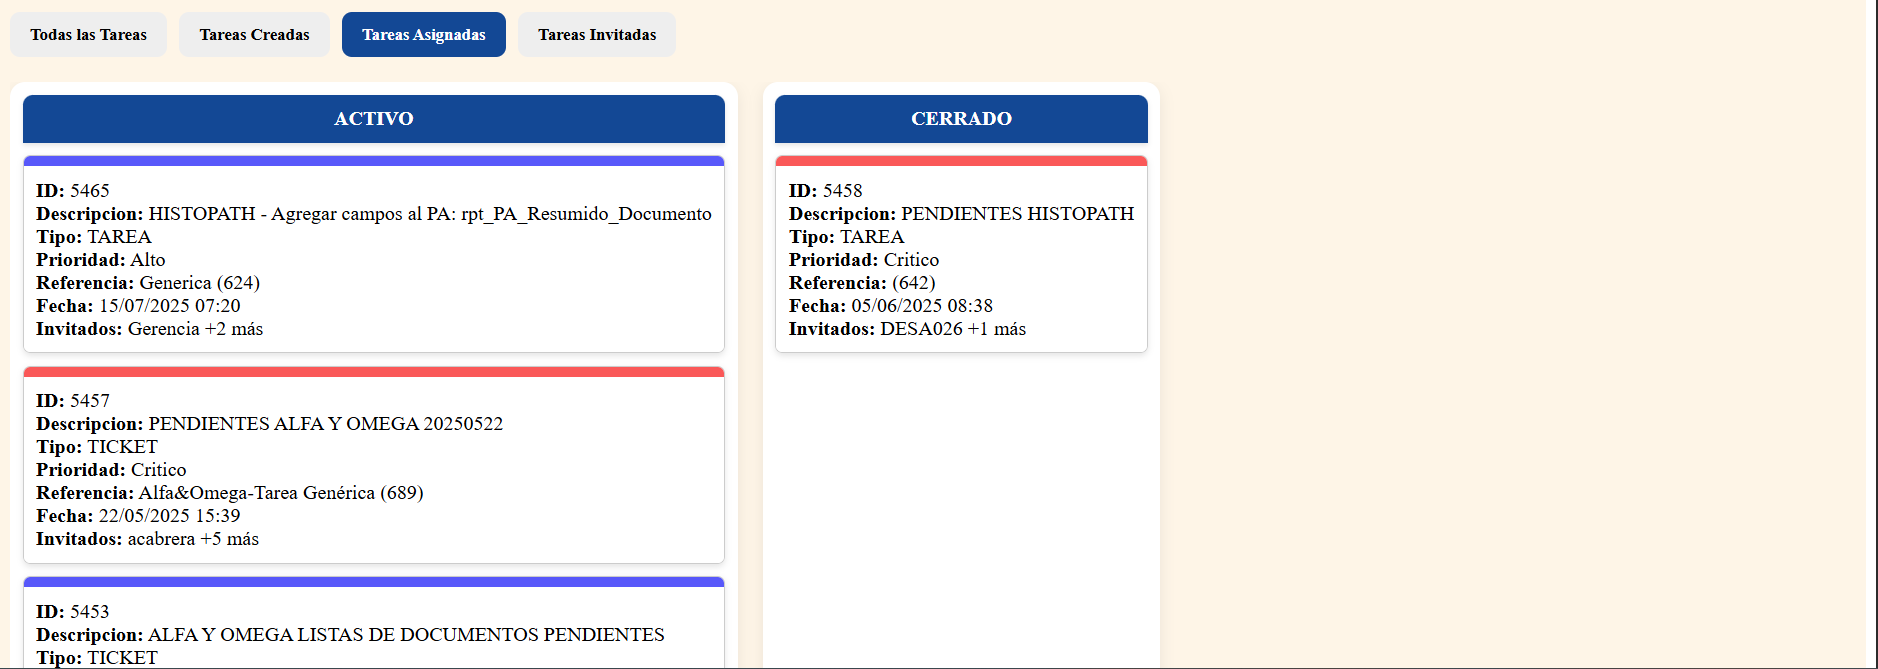 Todas las Tareas
Tareas Creadas
Tareas Asignadas
Tareas Invitadas
ACTIVO
ID: 5465
Descripcion: HISTOPATH - Agregar campos al PA: rpt_PA_Resumido_Documento
Tipo: TAREA
Prioridad: Alto
Referencia: Generica (624)
Fecha: 15/07/2025 07:20
Invitados: Gerencia +2 más
ID: 5457
Descripcion: PENDIENTES ALFA Y OMEGA 20250522
Tipo: TICKET
Prioridad: Critico
Referencia: Alfa&Omega-Tarea Genérica (689)
Fecha: 22/05/2025 15:39
Invitados: acabrera +5 más
ID: 5453
Descripcion: ALFA Y OMEGA LISTAS DE DOCUMENTOS PENDIENTES
Tipo: TICKET
CERRADO
ID: 5458
Descripcion: PENDIENTES HISTOPATH
Tipo: TAREA
Prioridad: Critico
Referencia: (642)
Fecha: 05/06/2025 08:38
Invitados: DESA026 +1 más